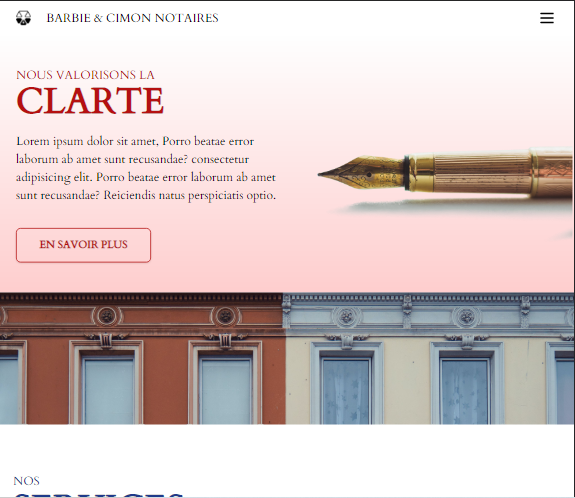 BARBIE & CIMON NOTAIRES
NOUS VALORISONS LA
CLARTE
Lorem ipsum dolor sit amet, Porro beatae error
laborum ab amet sunt recusandae? consectetur
adipisicing elit. Porro beatae error laborum ab amet
sunt recusandae? Reiciendis natus perspiciatis optio.
EN SAVOIR PLUS
NOS